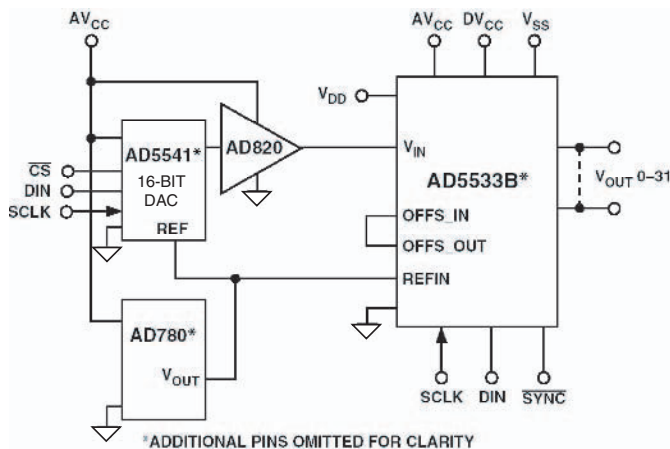 AVCC
AVCC
DVCC
VSS
VDD
AD820
AD5541*
16-BIT
DAC
REF
CS
DIN
SCLK
VIN
AD5533B*
VOUT 0–31
OFFS_IN
OFFS_OUT
REFIN
AD780*
VOUT
SCLK
DIN
SYNC
*ADDITIONAL PINS OMITTED FOR CLARITY